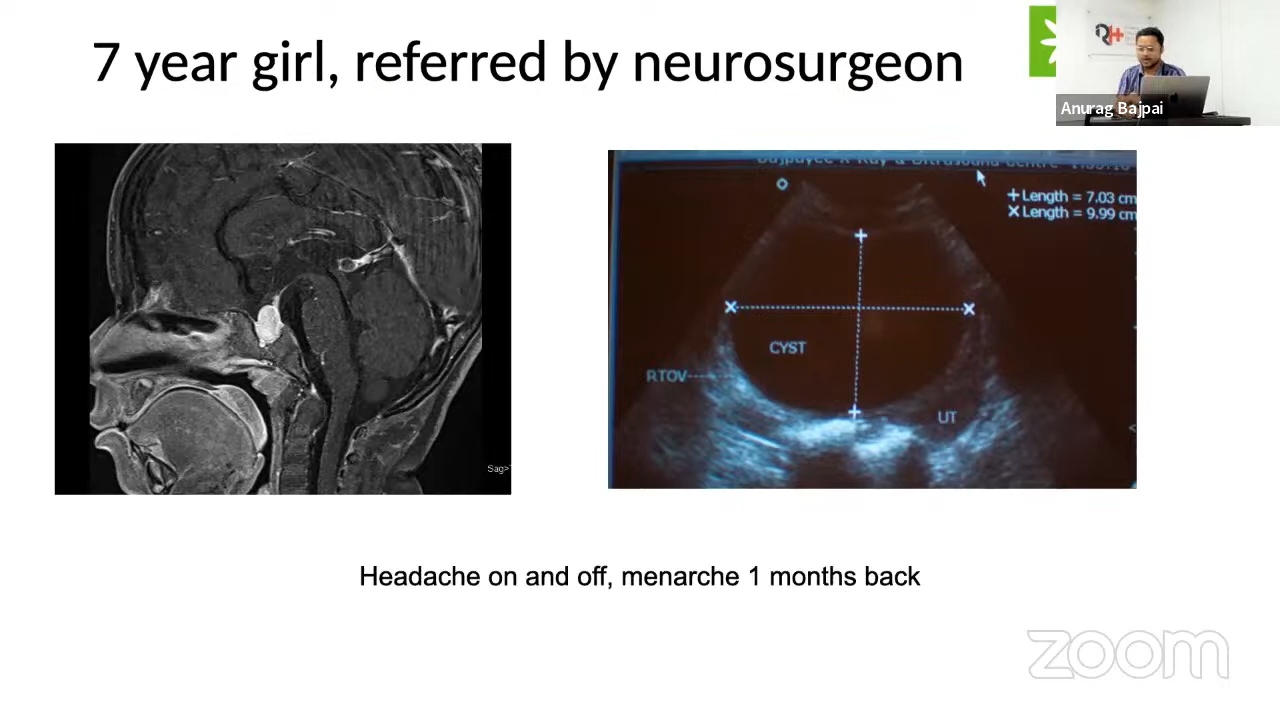 7 year girl, referred by neurosurgeon
Anurag Bajpai
Length = 7.03 cm
Length = 9.99 cm
CYST
RTOV
UT
Sag>
Headache on and off, menarche 1 months back
zoom